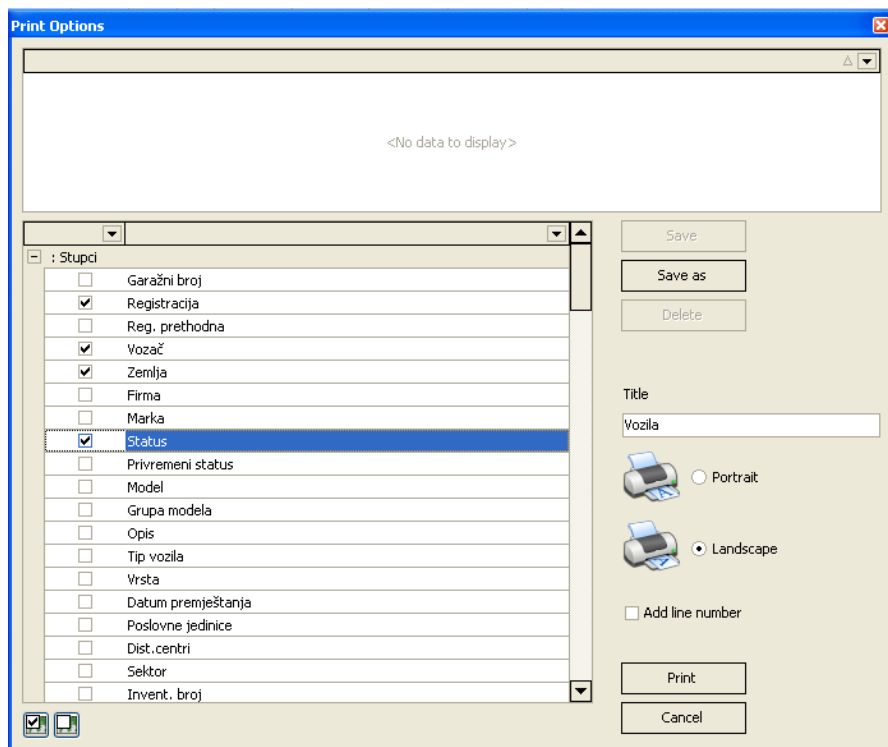 Print Options
<No data to display>
: Stupci
Garažni broj
Registracija
Reg. prethodna
Vozač
Zemlja
Firma
Marka
Status
Privremeni status
Model
Grupa modela
Opis
Tip vozila
Vrsta
Datum premještanja
Poslovne jedinice
Dist.centri
Sektor
Invent. broj
Save
Save as
Delete
Title
Vozila
Portrait
Landscape
Add line number
Print
Cancel